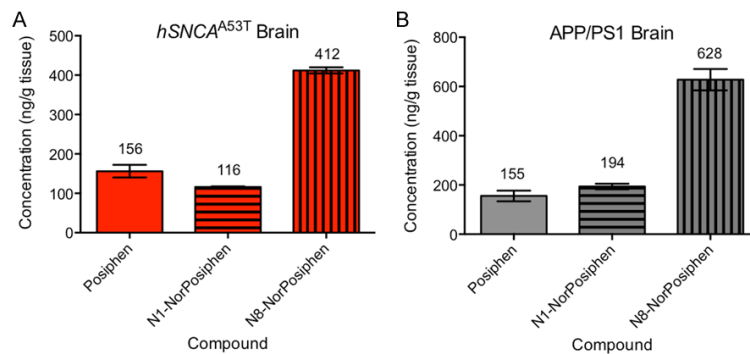 A
hSNCA^A53T Brain
Concentration (ng/g tissue)
500
400
300
200
100
0
156
116
412
Posiphen
N1-NorPosiphen
N8-NorPosiphen
Compound
B
APP/PS1 Brain
Concentration (ng/g tissue)
800
600
400
200
0
155
194
628
Posiphen
N1-NorPosiphen
N8-NorPosiphen
Compound